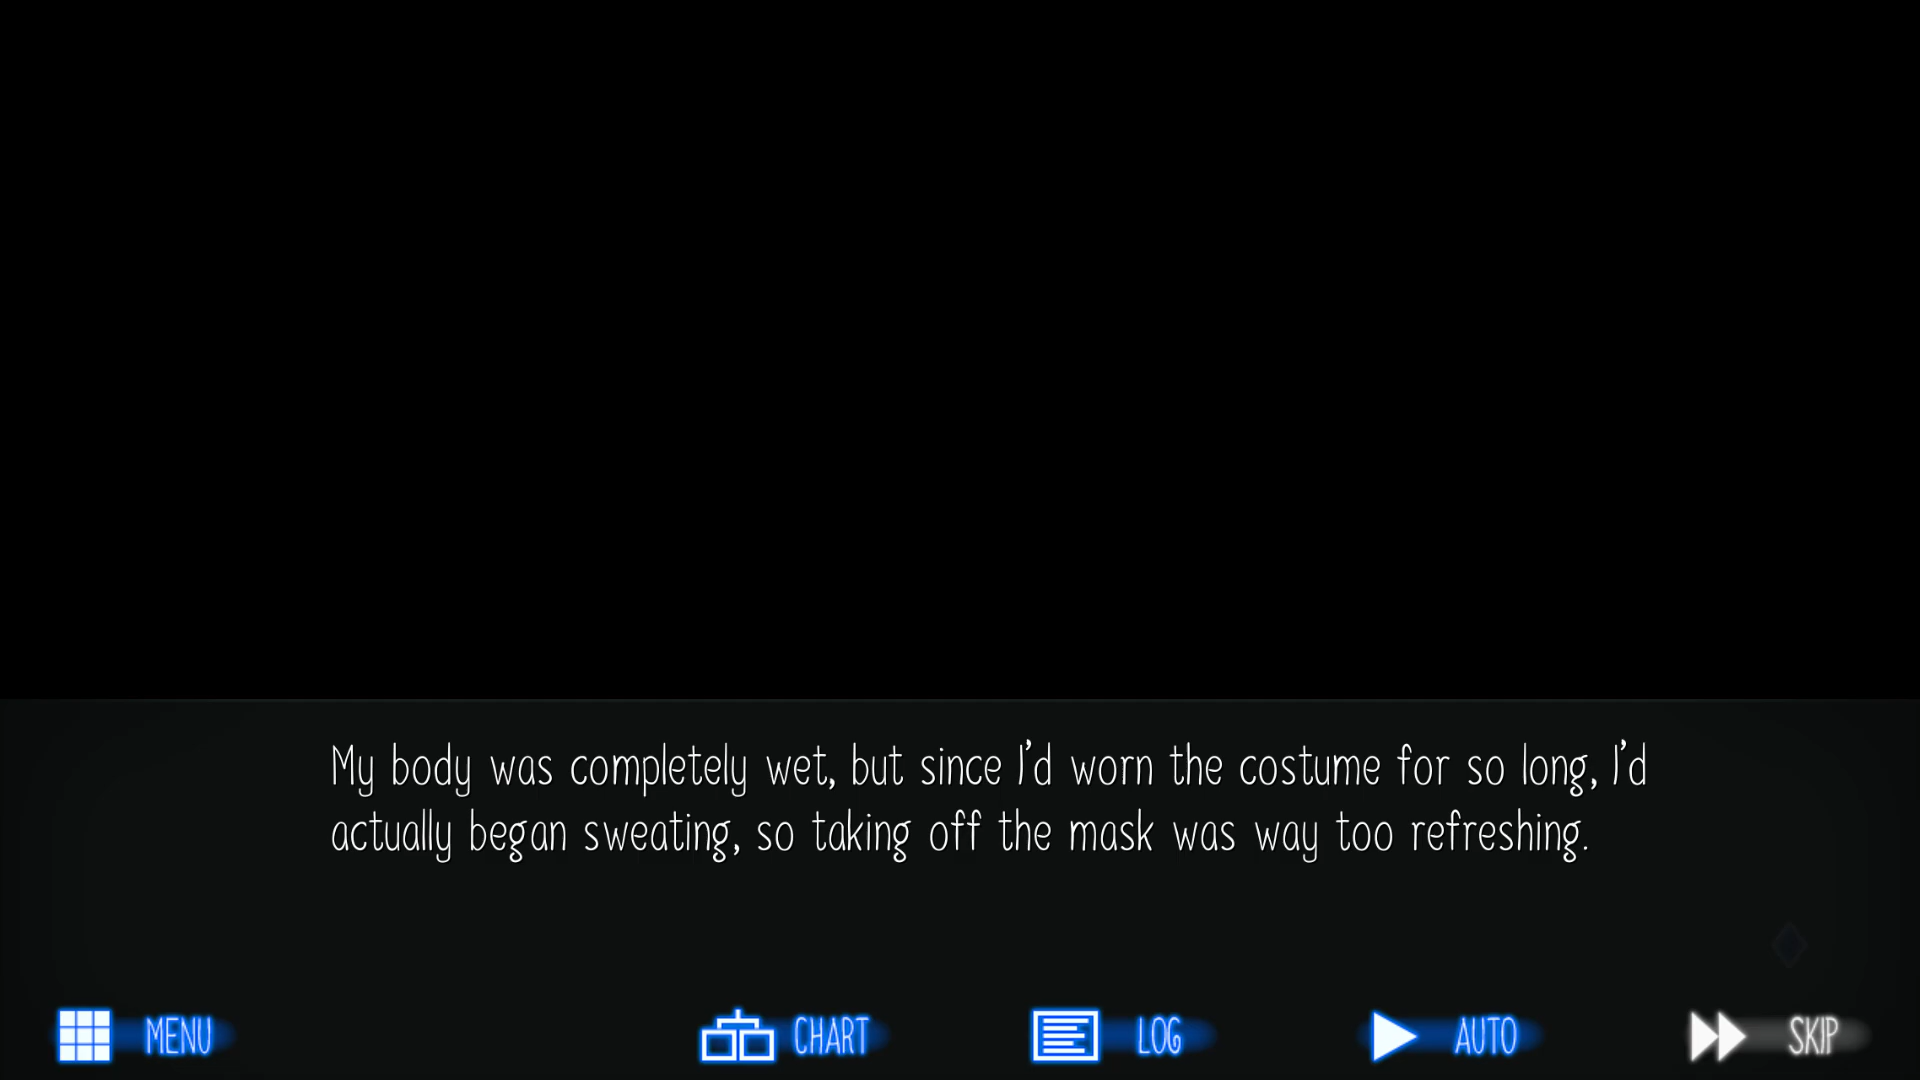 My body was completely wet, but since I'd worn the costume for so long, I'd
actually began sweating, so taking off the mask was way too refreshing.
MENU CHART LOG AUTO SKIP